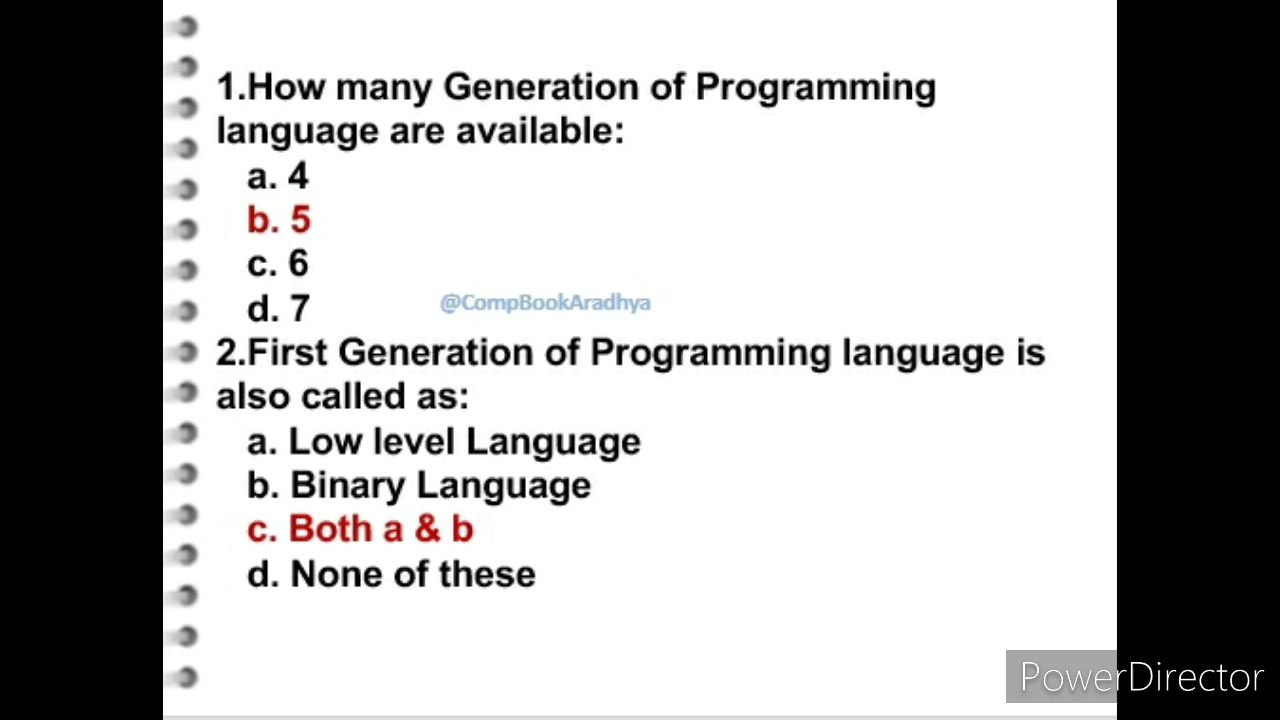 1.How many Generation of Programming
language are available:
a. 4
b. 5
c. 6
d. 7
@CompBookAradhya
2.First Generation of Programming language is
also called as:
a. Low level Language
b. Binary Language
c. Both a & b
d. None of these
PowerDirector